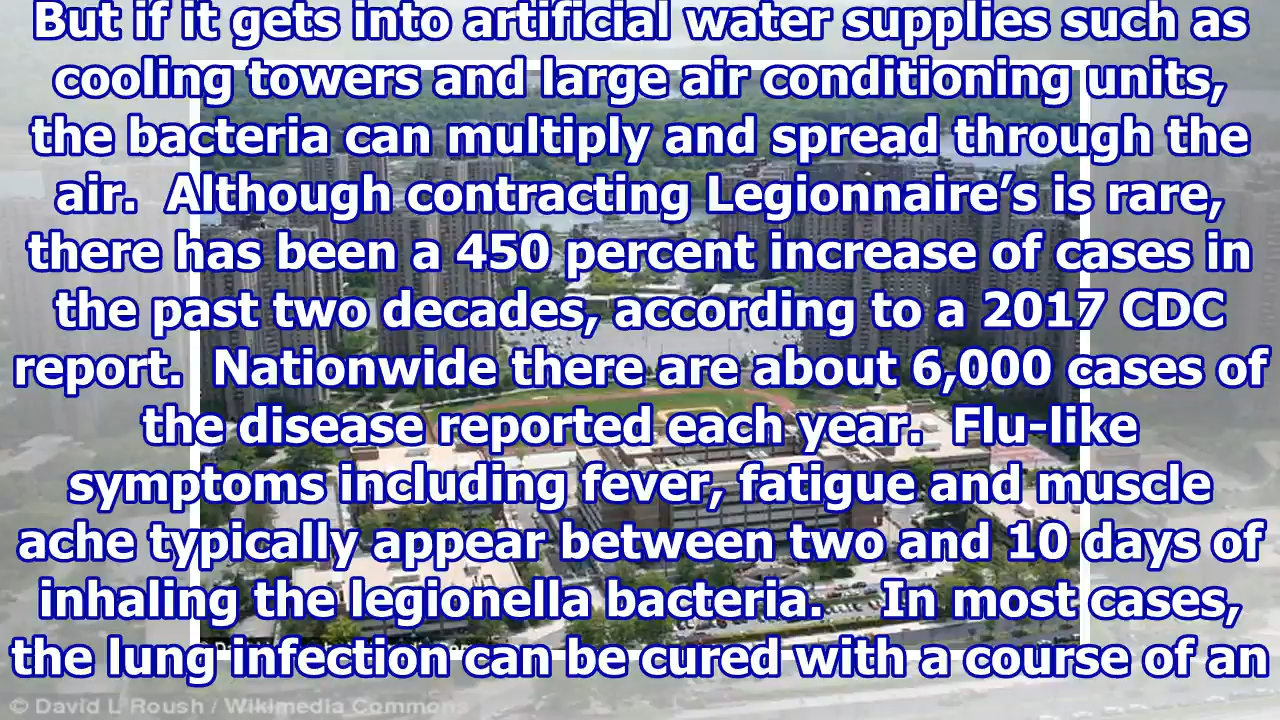 But if it gets into artificial water supplies such as
cooling towers and large air conditioning units,
the bacteria can multiply and spread through the
air.  Although contracting Legionnaire’s is rare,
there has been a 450 percent increase of cases in
the past two decades, according to a 2017 CDC
report.  Nationwide there are about 6,000 cases of
the disease reported each year.  Flu-like
symptoms including fever, fatigue and muscle
ache typically appear between two and 10 days of
inhaling the legionella bacteria.    In most cases,
the lung infection can be cured with a course of an
© David L Roush / Wikimedia Commons